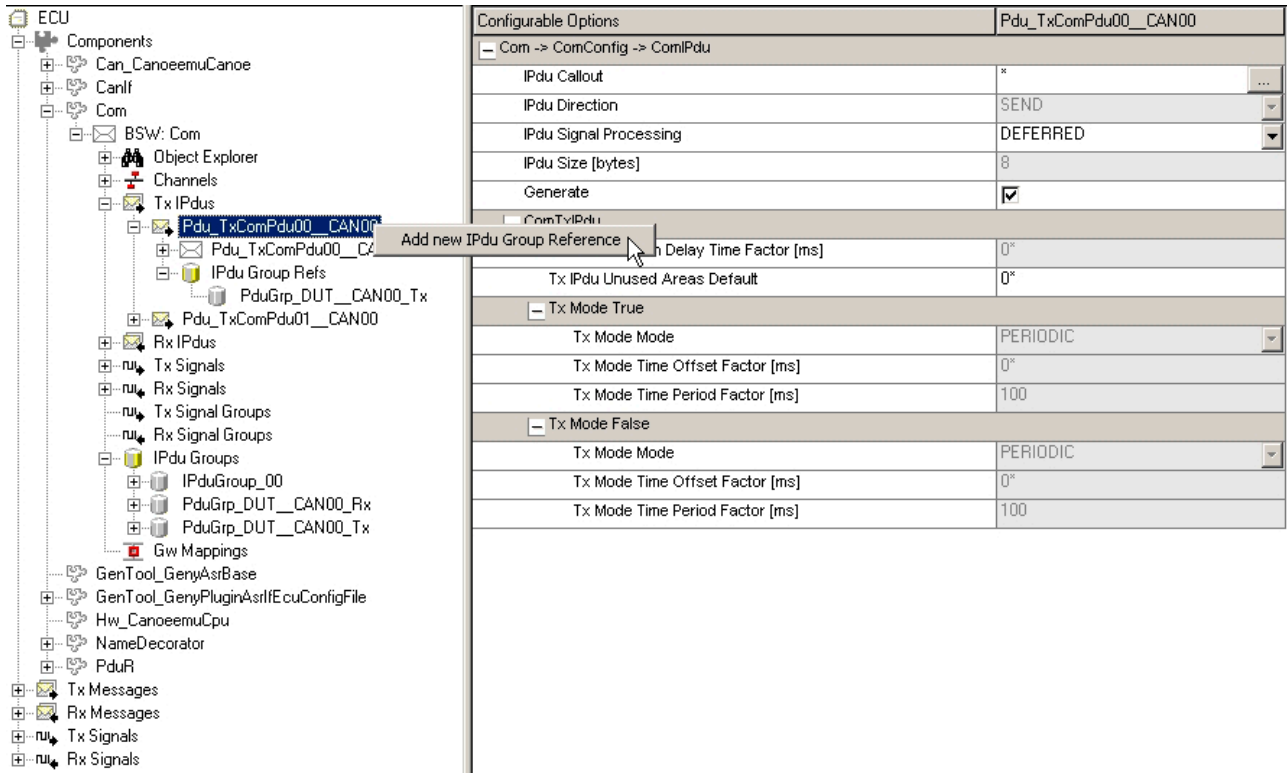 ECU
Components
Can_CanoeemuCanoe
CanIf
Com
BSW: Com
Object Explorer
Channels
Tx IPdus
Pdu_TxComPdu00__CAN00
Pdu_TxComPdu00__CA
IPdu Group Refs
PduGrp_DUT__CAN00_Tx
Pdu_TxComPdu01__CAN00
Rx IPdus
Tx Signals
Rx Signals
Tx Signal Groups
Rx Signal Groups
IPdu Groups
IPduGroup_00
PduGrp_DUT__CAN00_Rx
PduGrp_DUT__CAN00_Tx
Gw Mappings
GenTool_GenyAsrBase
GenTool_GenyPluginAsrIfEcuConfigFile
Hw_CanoeemuCpu
NameDecorator
PduR
Tx Messages
Rx Messages
Tx Signals
Rx Signals
Add new IPdu Group Reference
Configurable Options Pdu_TxComPdu00__CAN00
Com -> ComConfig -> ComIPdu
IPdu Callout * ...
IPdu Direction SEND
IPdu Signal Processing DEFERRED
IPdu Size [bytes] 8
Generate
ComTxIPdu
Delay Time Factor [ms] 0*
Tx IPdu Unused Areas Default 0*
Tx Mode True
Tx Mode Mode PERIODIC
Tx Mode Time Offset Factor [ms] 0*
Tx Mode Time Period Factor [ms] 100
Tx Mode False
Tx Mode Mode PERIODIC
Tx Mode Time Offset Factor [ms] 0*
Tx Mode Time Period Factor [ms] 100